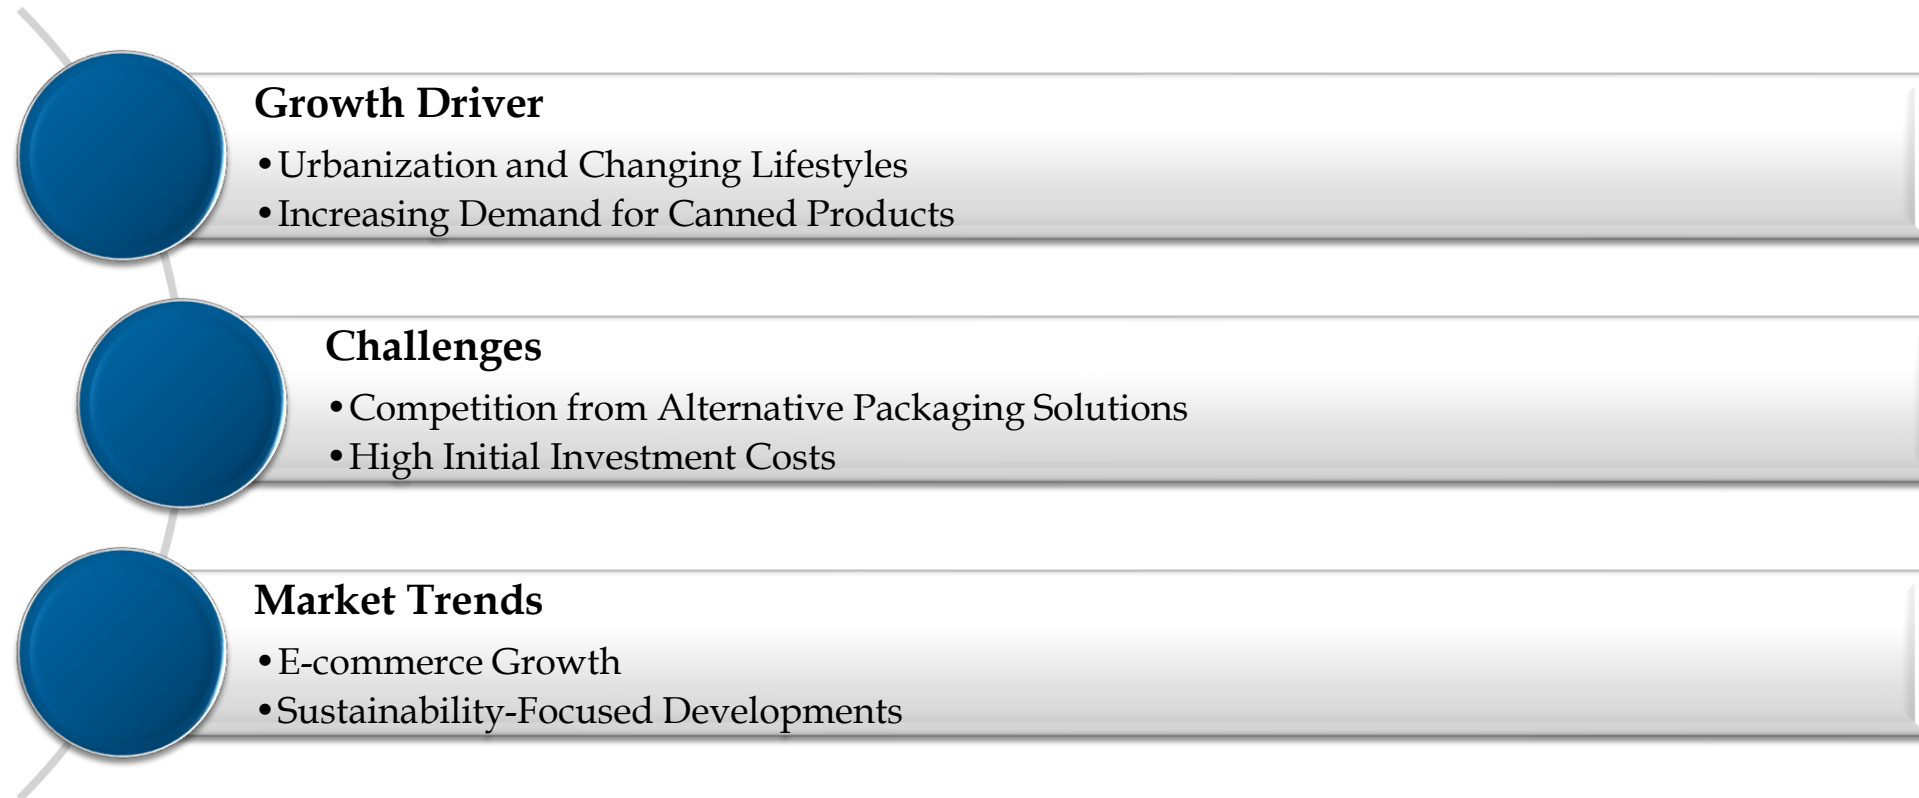 Growth Driver
•Urbanization and Changing Lifestyles
•Increasing Demand for Canned Products
Challenges
•Competition from Alternative Packaging Solutions
•High Initial Investment Costs
Market Trends
•E-commerce Growth
•Sustainability-Focused Developments